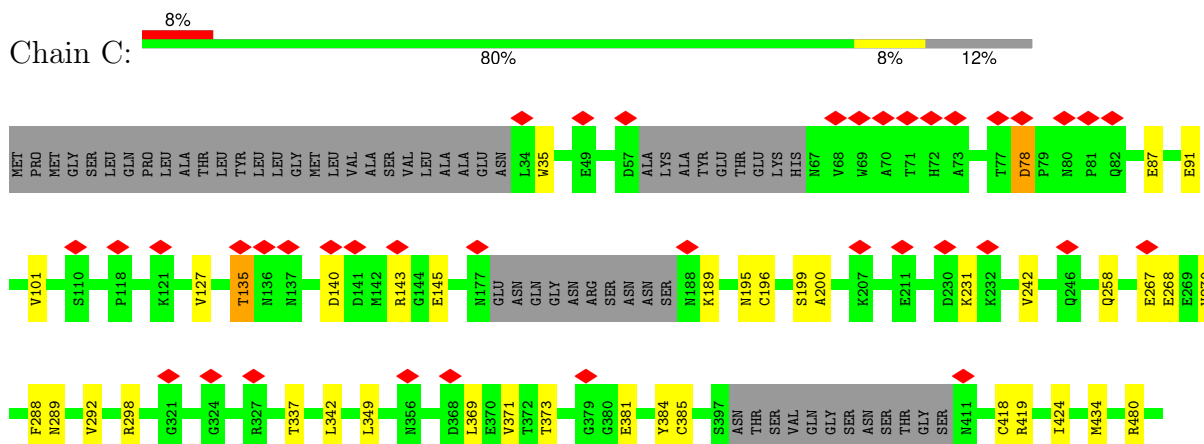 8%
Chain C:
80% 8% 12%
MET PRO MET GLY SER LEU GLN PRO LEU ALA THR LEU TYR LEU LEU GLY MET LEU VAL ALA SER VAL LEU ALA ALA GLU ASN L34 W35 E49 D57 ALA LYS ALA TYR GLU THR GLU LYS HIS N67 V68 W69 A70 T71 H72 A73 T77 D78 P79 N80 P81 Q82 E87 E91
V101 S110 P118 K121 V127 T135 N136 N137 D140 D141 M142 R143 G144 E145 N177 GLU ASN GLN GLY ASN ARG SER ASN ASN SER N188 K189 N195 C196 S199 A200 K207 E211 D230 K231 K232 V242 Q246 Q258 E267 E268 E269
F288 N289 V292 R298 G321 G324 R327 T337 L342 L349 N356 D368 L369 E370 V371 T372 T373 G379 G380 E381 Y384 C385 S397 ASN THR SER VAL GLN GLY SER ASN SER THR GLY SER N411 C418 R419 I424 M434 R480